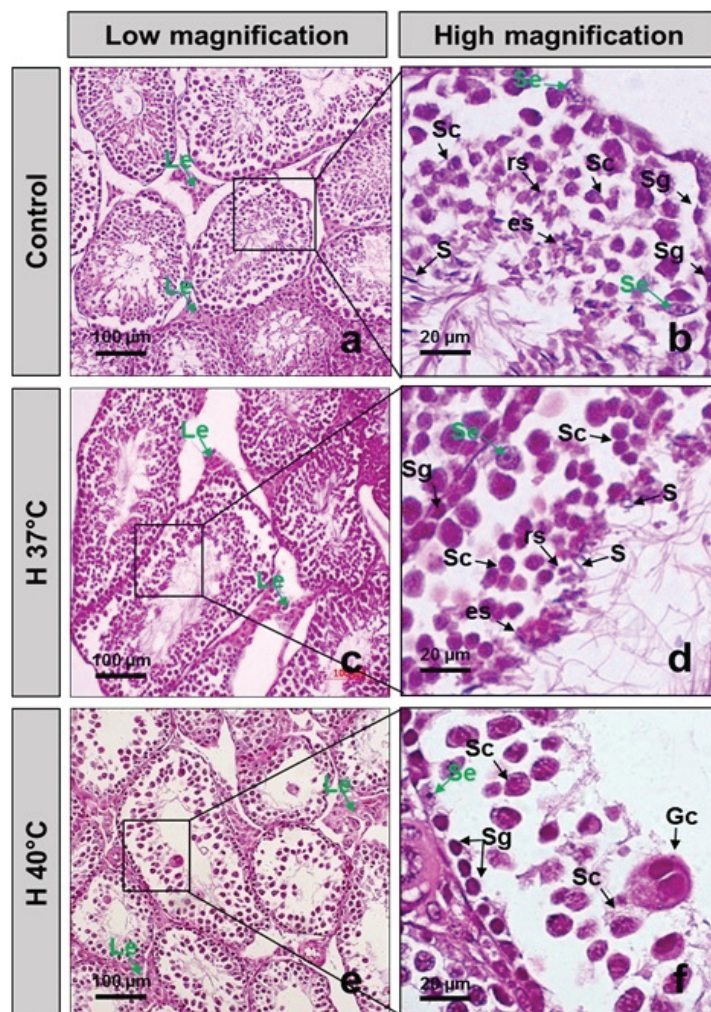 Low magnification
High magnification
Control
Le
Le
100 µm
a
Se
Sc
rs
Sc
Sg
es
S
Sg
Se
20 µm
b
H 37°C
Le
Le
100 µm
c
Se
Sc
Sg
S
rs
Sc
S
es
20 µm
d
H 40°C
Le
Le
100 µm
e
Sc
Se
Gc
Sg
Sc
20 µm
f